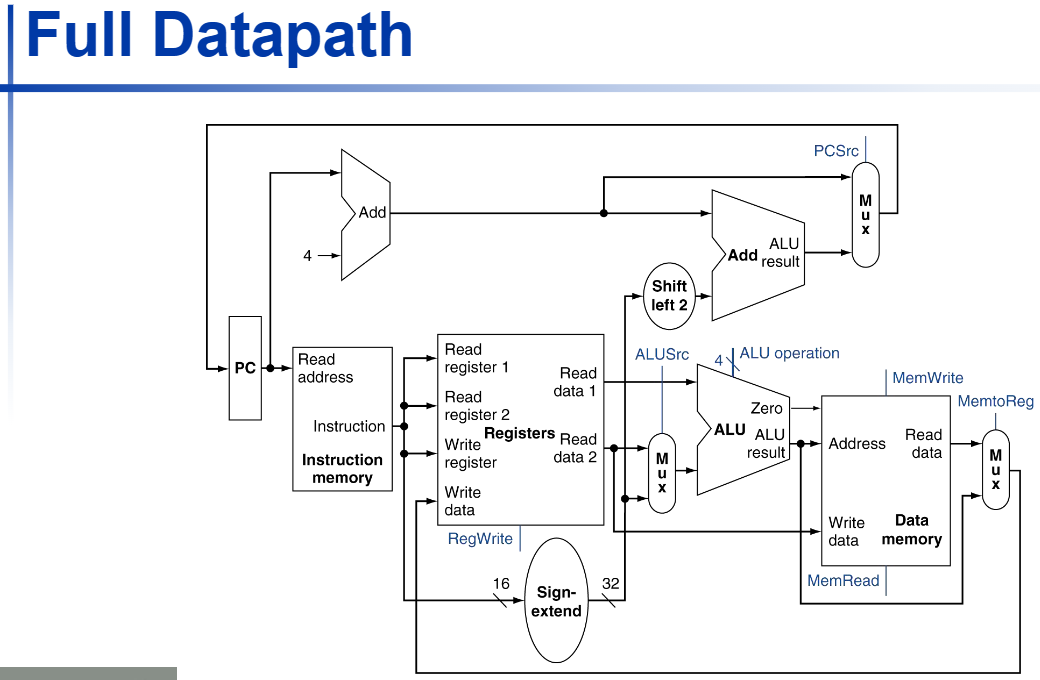 Full Datapath
PCSrc
M
u
x
Add
ALU
Add
result
4
Shift
left 2
PC
Read
address
Instruction
Instruction
memory
Read
register 1
Read
register 2
Write
register
Write
data
Registers
Read
data 1
Read
data 2
RegWrite
16
Sign-
extend
32
ALUSrc
M
u
x
4
ALU operation
Zero
ALU
ALU
result
MemWrite
Address
Read
data
Write
data
Data
memory
MemRead
MemtoReg
M
u
x